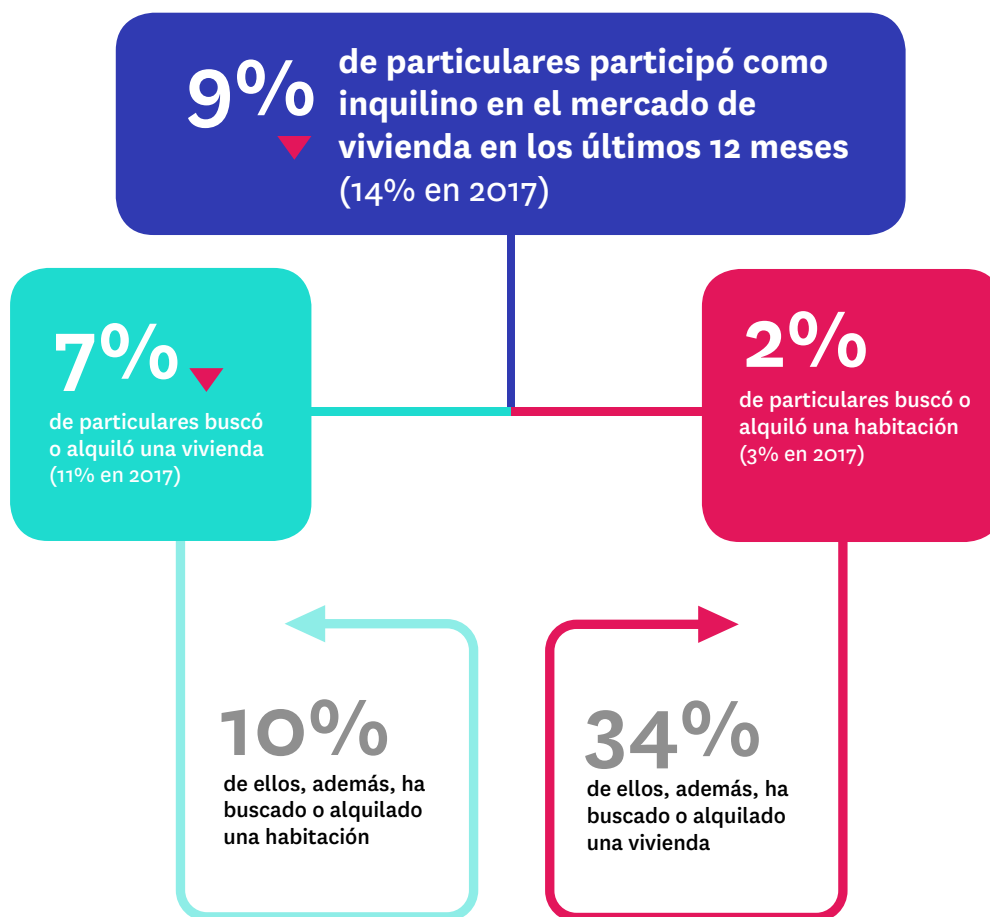 9%
de particulares participó como
inquilino en el mercado de
vivienda en los últimos 12 meses
(14% en 2017)
7%
de particulares buscó
o alquiló una vivienda
(11% en 2017)
2%
de particulares buscó o
alquiló una habitación
(3% en 2017)
10%
de ellos, además, ha
buscado o alquilado
una habitación
34%
de ellos, además, ha
buscado o alquilado
una vivienda